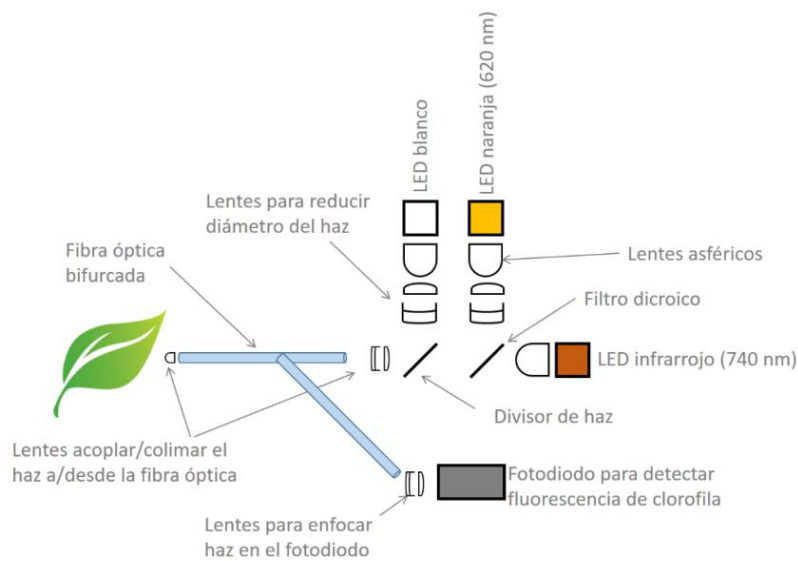 LED blanco
LED naranja (620 nm)
Lentes para reducir
diámetro del haz
Fibra óptica
bifurcada
Lentes asféricos
Filtro dicroico
LED infrarrojo (740 nm)
Divisor de haz
Lentes acoplar/colimar el
haz a/desde la fibra óptica
Fotodiodo para detectar
fluorescencia de clorofila
Lentes para enfocar
haz en el fotodiodo